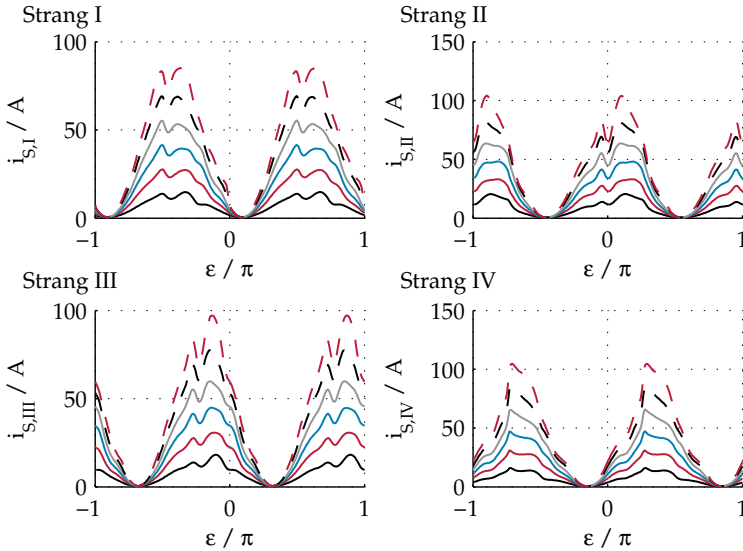 Strang I
100
50
0
i_S,I / A
−1
0
1
ε / π
Strang II
150
100
50
0
i_S,II / A
−1
0
1
ε / π
Strang III
100
50
0
i_S,III / A
−1
0
1
ε / π
Strang IV
150
100
50
0
i_S,IV / A
−1
0
1
ε / π